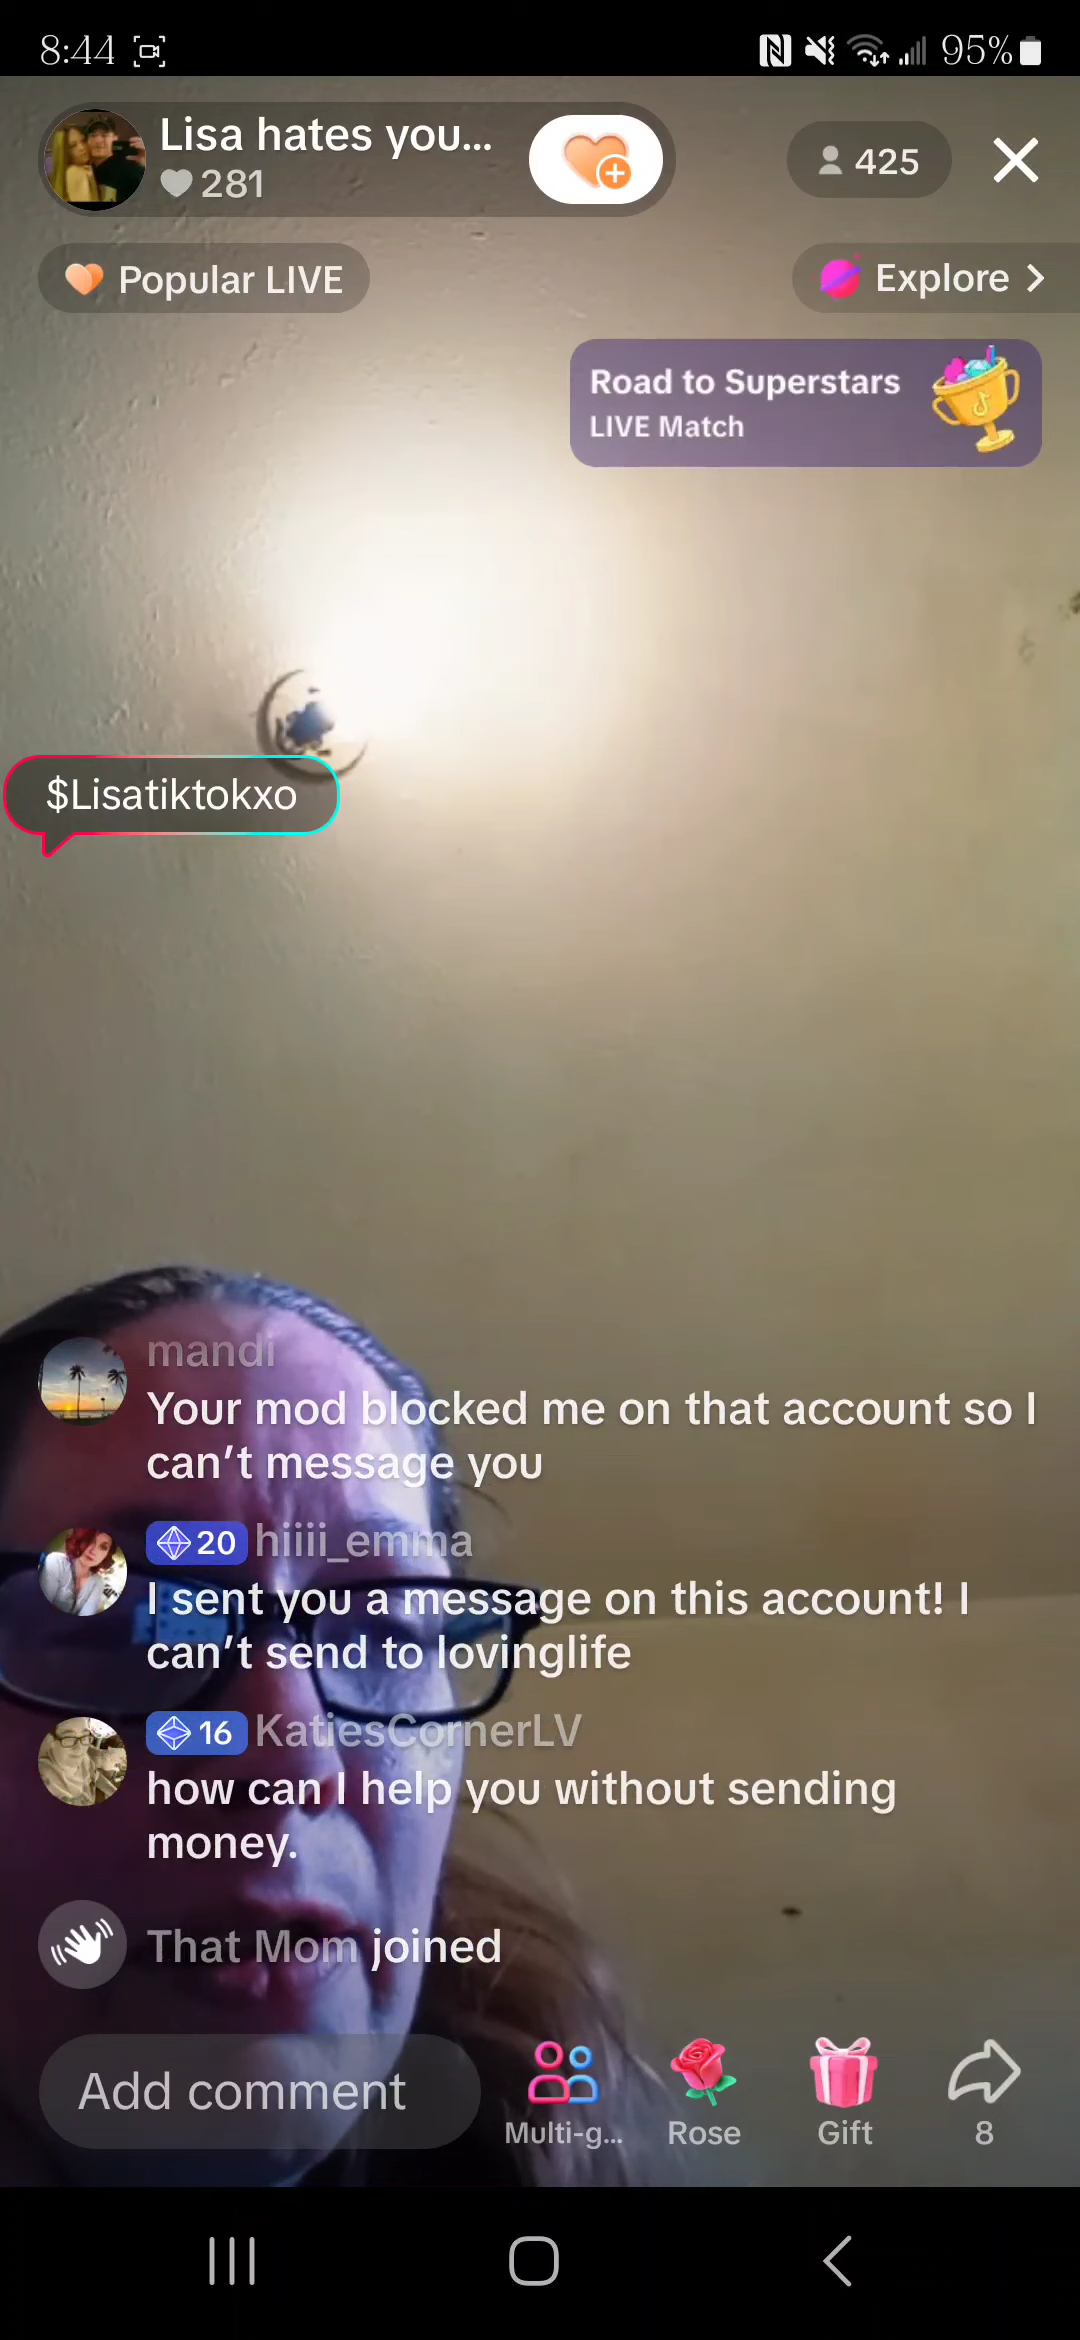 8:44
95%
Lisa hates you...
281
425
Popular LIVE
Explore
Road to Superstars
LIVE Match
$Lisatiktokxo
mandi
Your mod blocked me on that account so I
can't message you
20 hiiii_emma
I sent you a message on this account! I
can't send to lovinglife
16 KatiesCornerLV
how can I help you without sending
money.
That Mom joined
Add comment
Multi-g...
Rose
Gift
8